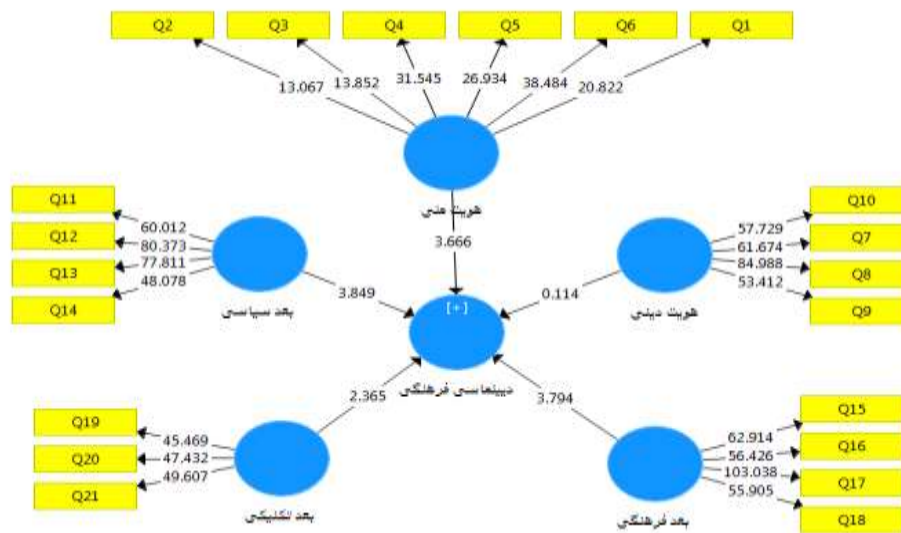 Q2 Q3 Q4 Q5 Q6 Q1
13.067 13.852 31.545 26.934 38.484 20.822
هویت ملی
3.666
Q11
Q12
Q13
Q14
60.012
80.373
77.811
48.078
بعد سیاسی
3.849
Q10
Q7
Q8
Q9
57.729
61.674
84.988
53.412
هویت دینی
0.114
[+]
دیپلماسی فرهنگی
Q19
Q20
Q21
45.469
47.432
49.607
بعد تکنیکی
2.365
Q15
Q16
Q17
Q18
62.914
56.426
103.038
55.905
بعد فرهنگی
3.794